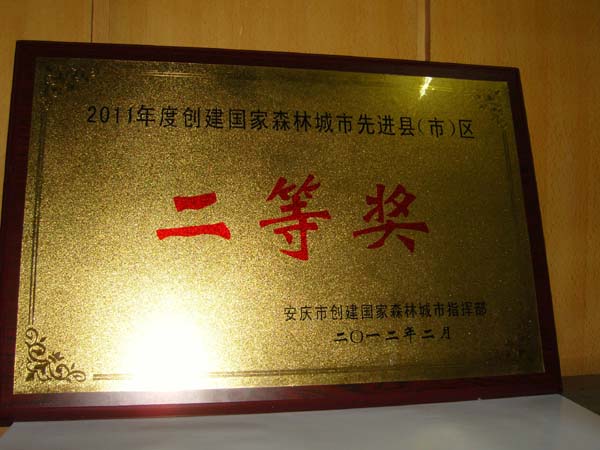 2011年度创建国家森林城市先进县(市)区
二等奖
安庆市创建国家森林城市指挥部
二〇一二年二月